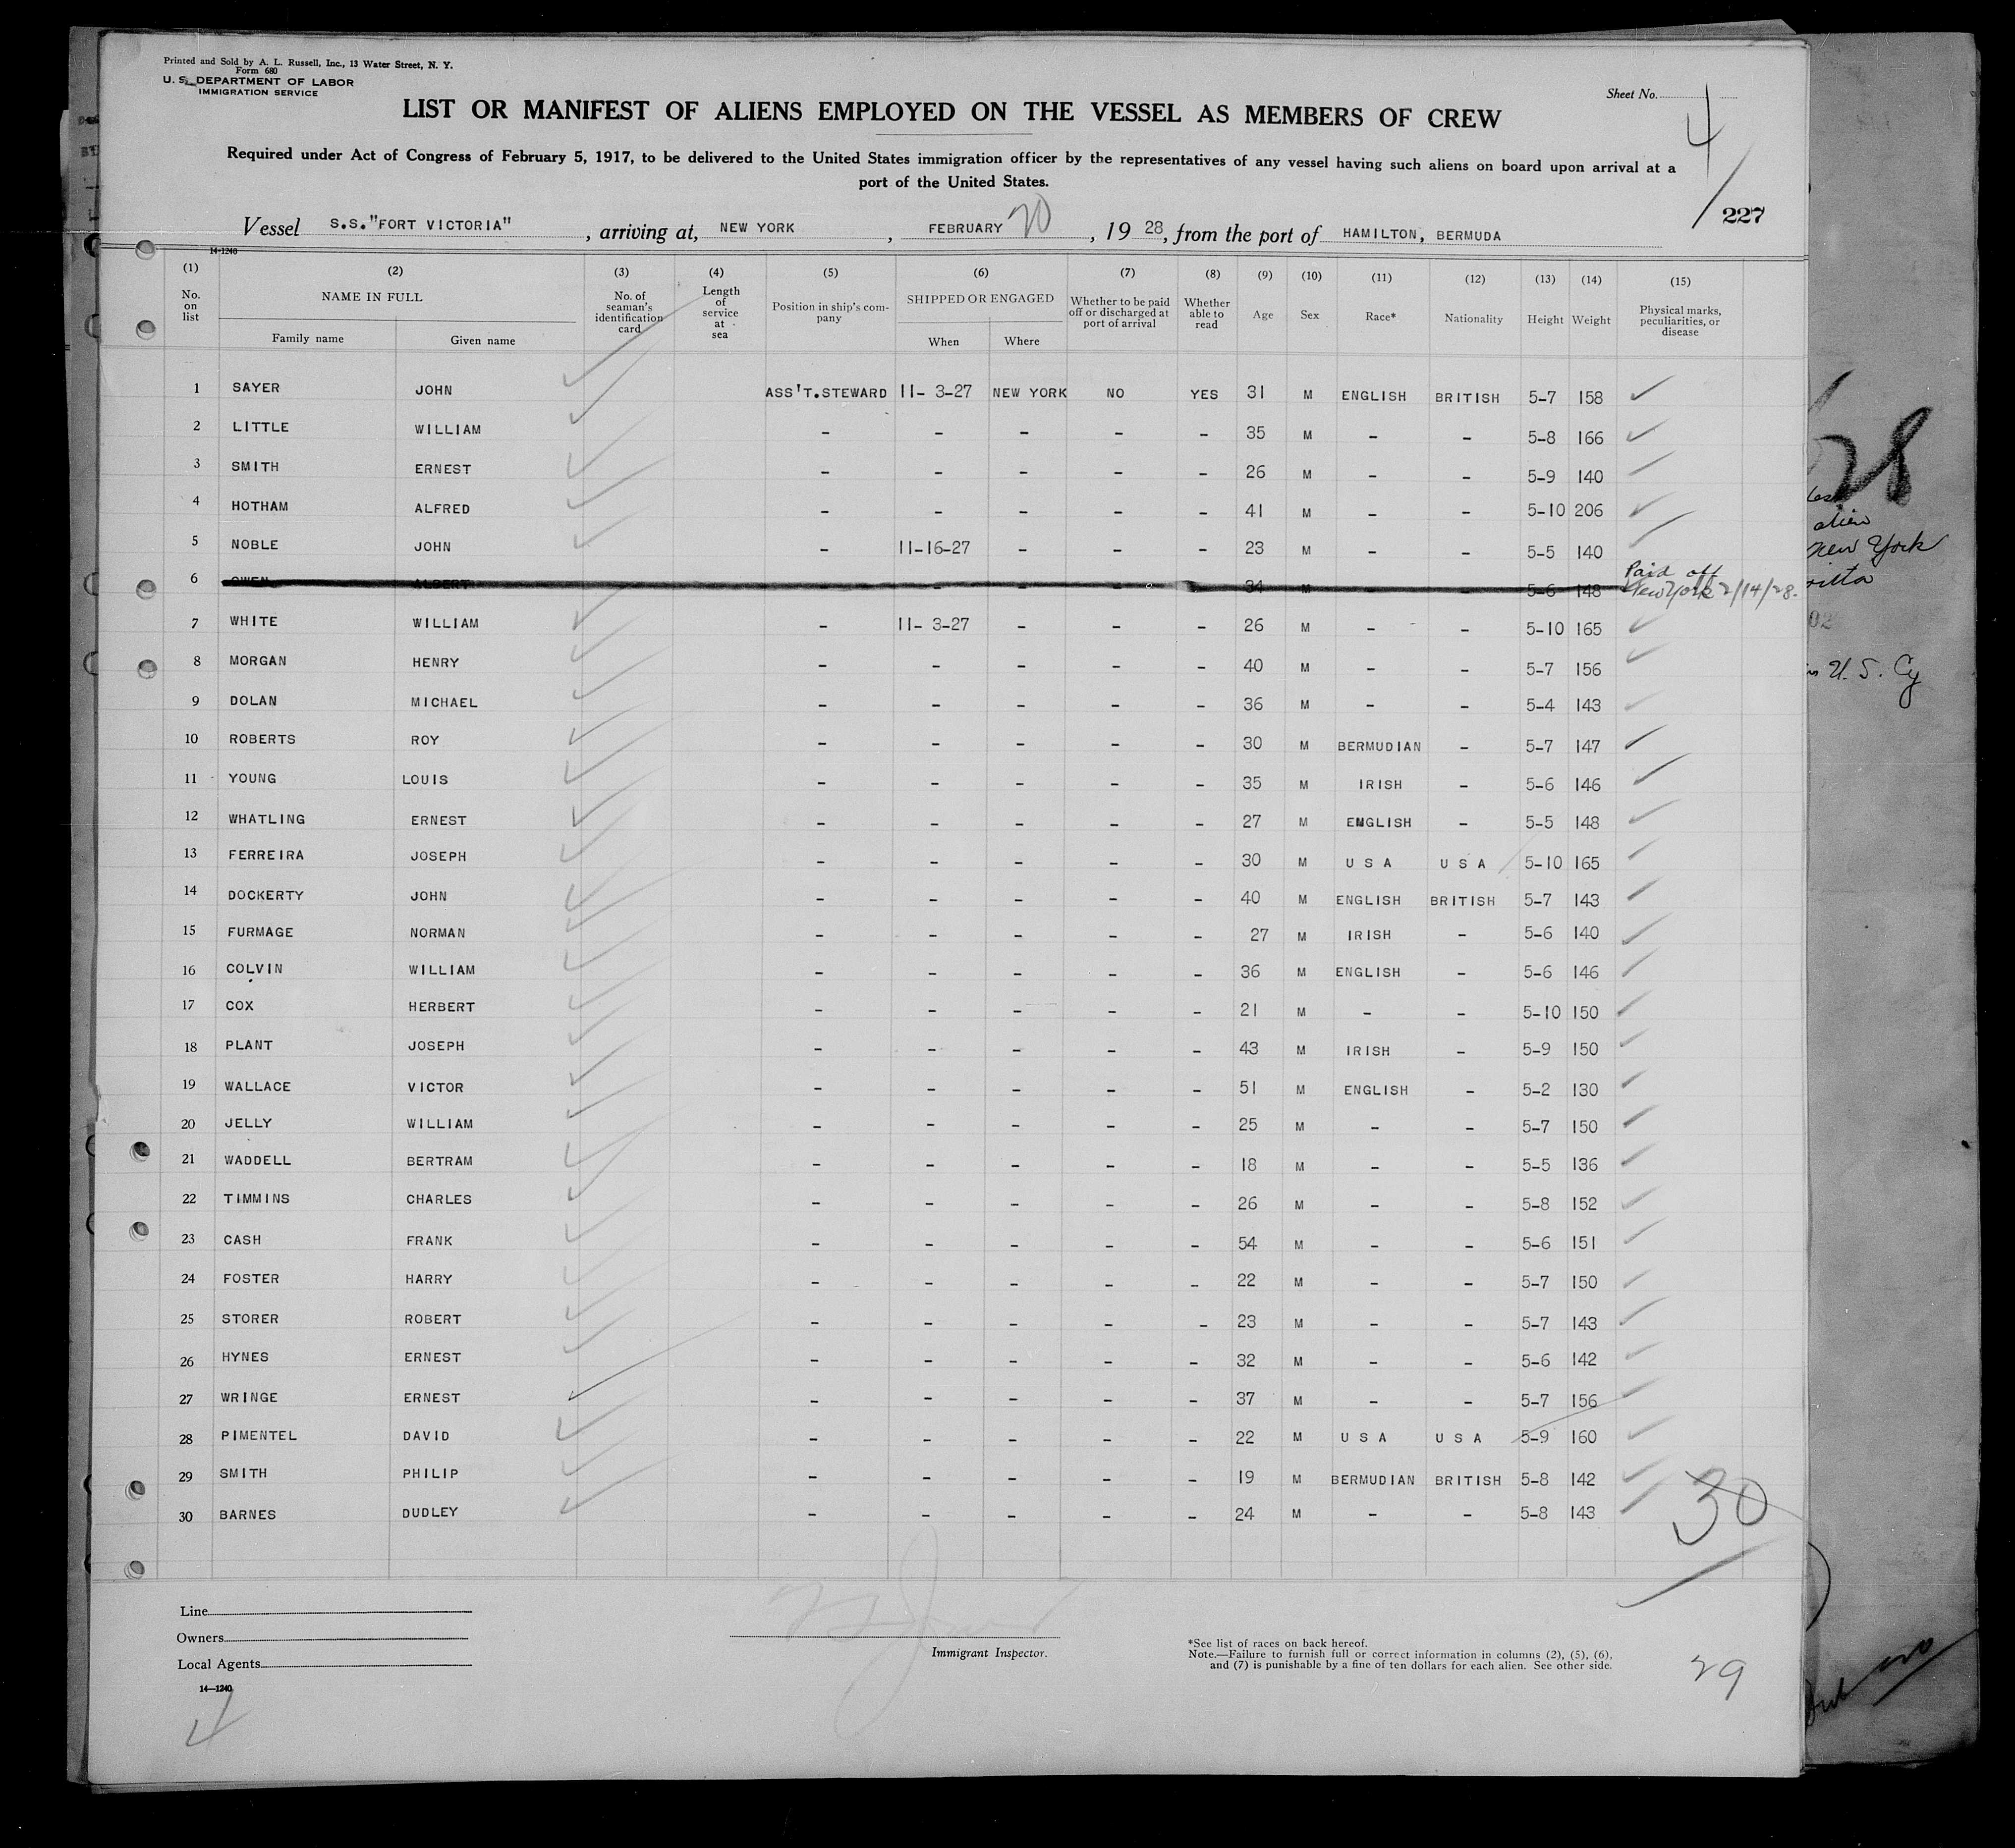 Printed and Sold by A. L. Russell, Inc., 13 Water Street, N. Y.
Form 680
U. S. DEPARTMENT OF LABOR
IMMIGRATION SERVICE
Sheet No. 4
LIST OR MANIFEST OF ALIENS EMPLOYED ON THE VESSEL AS MEMBERS OF CREW
Required under Act of Congress of February 5, 1917, to be delivered to the United States immigration officer by the representatives of any vessel having such aliens on board upon arrival at a
port of the United States.
227
Vessel S.S."FORT VICTORIA", arriving at, NEW YORK, FEBRUARY 20, 1928, from the port of HAMILTON, BERMUDA
14-1240
(1) (2) (3) (4) (5) (6) (7) (8) (9) (10) (11) (12) (13) (14) (15)
No. on list NAME IN FULL Family name Given name No. of seaman's identification card Length of service at sea Position in ship's company SHIPPED OR ENGAGED When Where Whether to be paid off or discharged at port of arrival Whether able to read Age Sex Race* Nationality Height Weight Physical marks, peculiarities, or disease
1 SAYER JOHN ASS'T.STEWARD 11- 3-27 NEW YORK NO YES 31 M ENGLISH BRITISH 5-7 158
2 LITTLE WILLIAM - - - - - 35 M - - 5-8 166
3 SMITH ERNEST - - - - - 26 M - - 5-9 140
4 HOTHAM ALFRED - - - - - 41 M - - 5-10 206
5 NOBLE JOHN - 11-16-27 - - - 23 M - - 5-5 140
6 OWEN ALBERT - - - - - 34 M - - 5-6 148 Paid off New York 2/14/28.
7 WHITE WILLIAM - 11- 3-27 - - - 26 M - - 5-10 165
8 MORGAN HENRY - - - - - 40 M - - 5-7 156
9 DOLAN MICHAEL - - - - - 36 M - - 5-4 143
10 ROBERTS ROY - - - - - 30 M BERMUDIAN - 5-7 147
11 YOUNG LOUIS - - - - - 35 M IRISH - 5-6 146
12 WHATLING ERNEST - - - - - 27 M ENGLISH - 5-5 148
13 FERREIRA JOSEPH - - - - - 30 M U S A U S A 5-10 165
14 DOCKERTY JOHN - - - - - 40 M ENGLISH BRITISH 5-7 143
15 FURMAGE NORMAN - - - - - 27 M IRISH - 5-6 140
16 COLVIN WILLIAM - - - - - 36 M ENGLISH - 5-6 146
17 COX HERBERT - - - - - 21 M - - 5-10 150
18 PLANT JOSEPH - - - - - 43 M IRISH - 5-9 150
19 WALLACE VICTOR - - - - - 51 M ENGLISH - 5-2 130
20 JELLY WILLIAM - - - - - 25 M - - 5-7 150
21 WADDELL BERTRAM - - - - - 18 M - - 5-5 136
22 TIMMINS CHARLES - - - - - 26 M - - 5-8 152
23 CASH FRANK - - - - - 54 M - - 5-6 151
24 FOSTER HARRY - - - - - 22 M - - 5-7 150
25 STORER ROBERT - - - - - 23 M - - 5-7 143
26 HYNES ERNEST - - - - - 32 M - - 5-6 142
27 WRINGE ERNEST - - - - - 37 M - - 5-7 156
28 PIMENTEL DAVID - - - - - 22 M U S A U S A 5-9 160
29 SMITH PHILIP - - - - - 19 M BERMUDIAN BRITISH 5-8 142
30 BARNES DUDLEY - - - - - 24 M - - 5-8 143
30
Line
Owners
Local Agents
14—1240
Immigrant Inspector.
*See list of races on back hereof.
Note.—Failure to furnish full or correct information in columns (2), (5), (6),
and (7) is punishable by a fine of ten dollars for each alien. See other side.
29
28
alien
New York
U. S. Cy